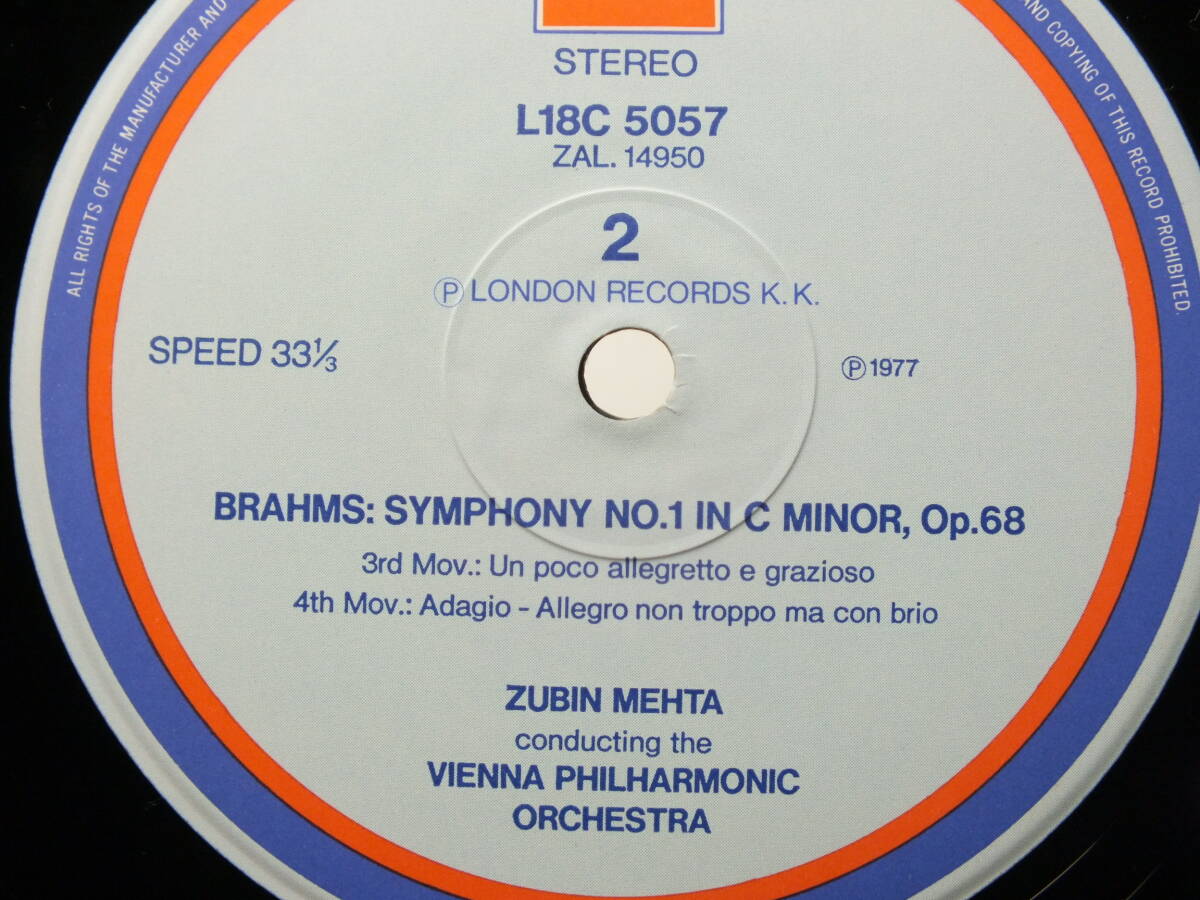 STEREO
L18C 5057
ZAL. 14950
2
Ⓟ LONDON RECORDS K.K.
SPEED 33⅓
Ⓟ1977
BRAHMS: SYMPHONY NO.1 IN C MINOR, Op.68
3rd Mov.: Un poco allegretto e grazioso
4th Mov.: Adagio – Allegro non troppo ma con brio
ZUBIN MEHTA
conducting the
VIENNA PHILHARMONIC
ORCHESTRA
ALL RIGHTS OF THE MANUFACTURER AND
AND COPYING OF THIS RECORD PROHIBITED.